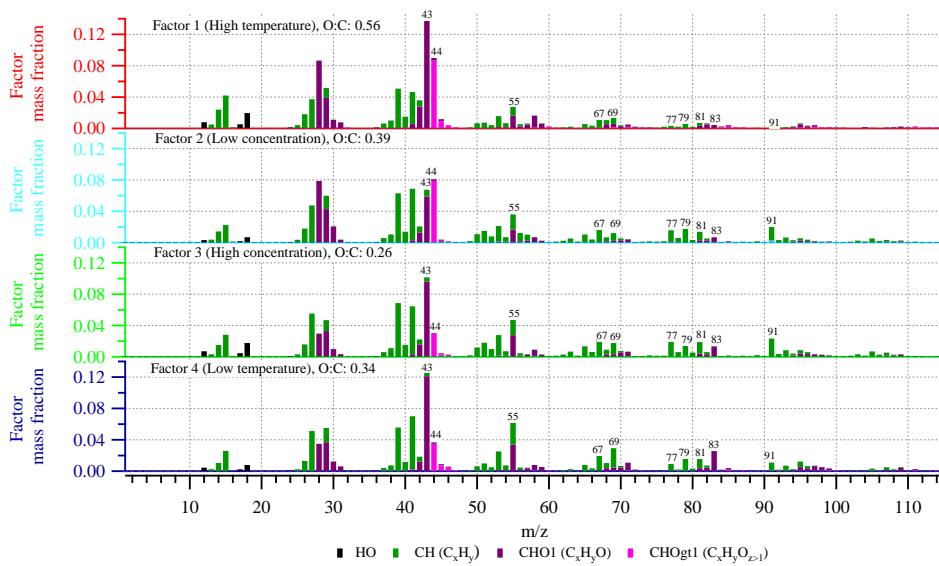 Factor 1 (High temperature), O:C: 0.56
Factor
mass fraction
0.12
0.08
0.04
0.00
43
44
55
67 69
77 79 81 83
91
Factor 2 (Low concentration), O:C: 0.39
Factor
mass fraction
0.12
0.08
0.04
0.00
44
43
55
67 69
77 79 81 83
91
Factor 3 (High concentration), O:C: 0.26
Factor
mass fraction
0.12
0.08
0.04
0.00
43
44
55
67 69
77 79 81 83
91
Factor 4 (Low temperature), O:C: 0.34
Factor
mass fraction
0.12
0.08
0.04
0.00
43
44
55
67 69
77 79 81 83
91
10 20 30 40 50 60 70 80 90 100 110
m/z
HO CH (CxHy) CHO1 (CxHyO) CHOgt1 (CxHyOz>1)